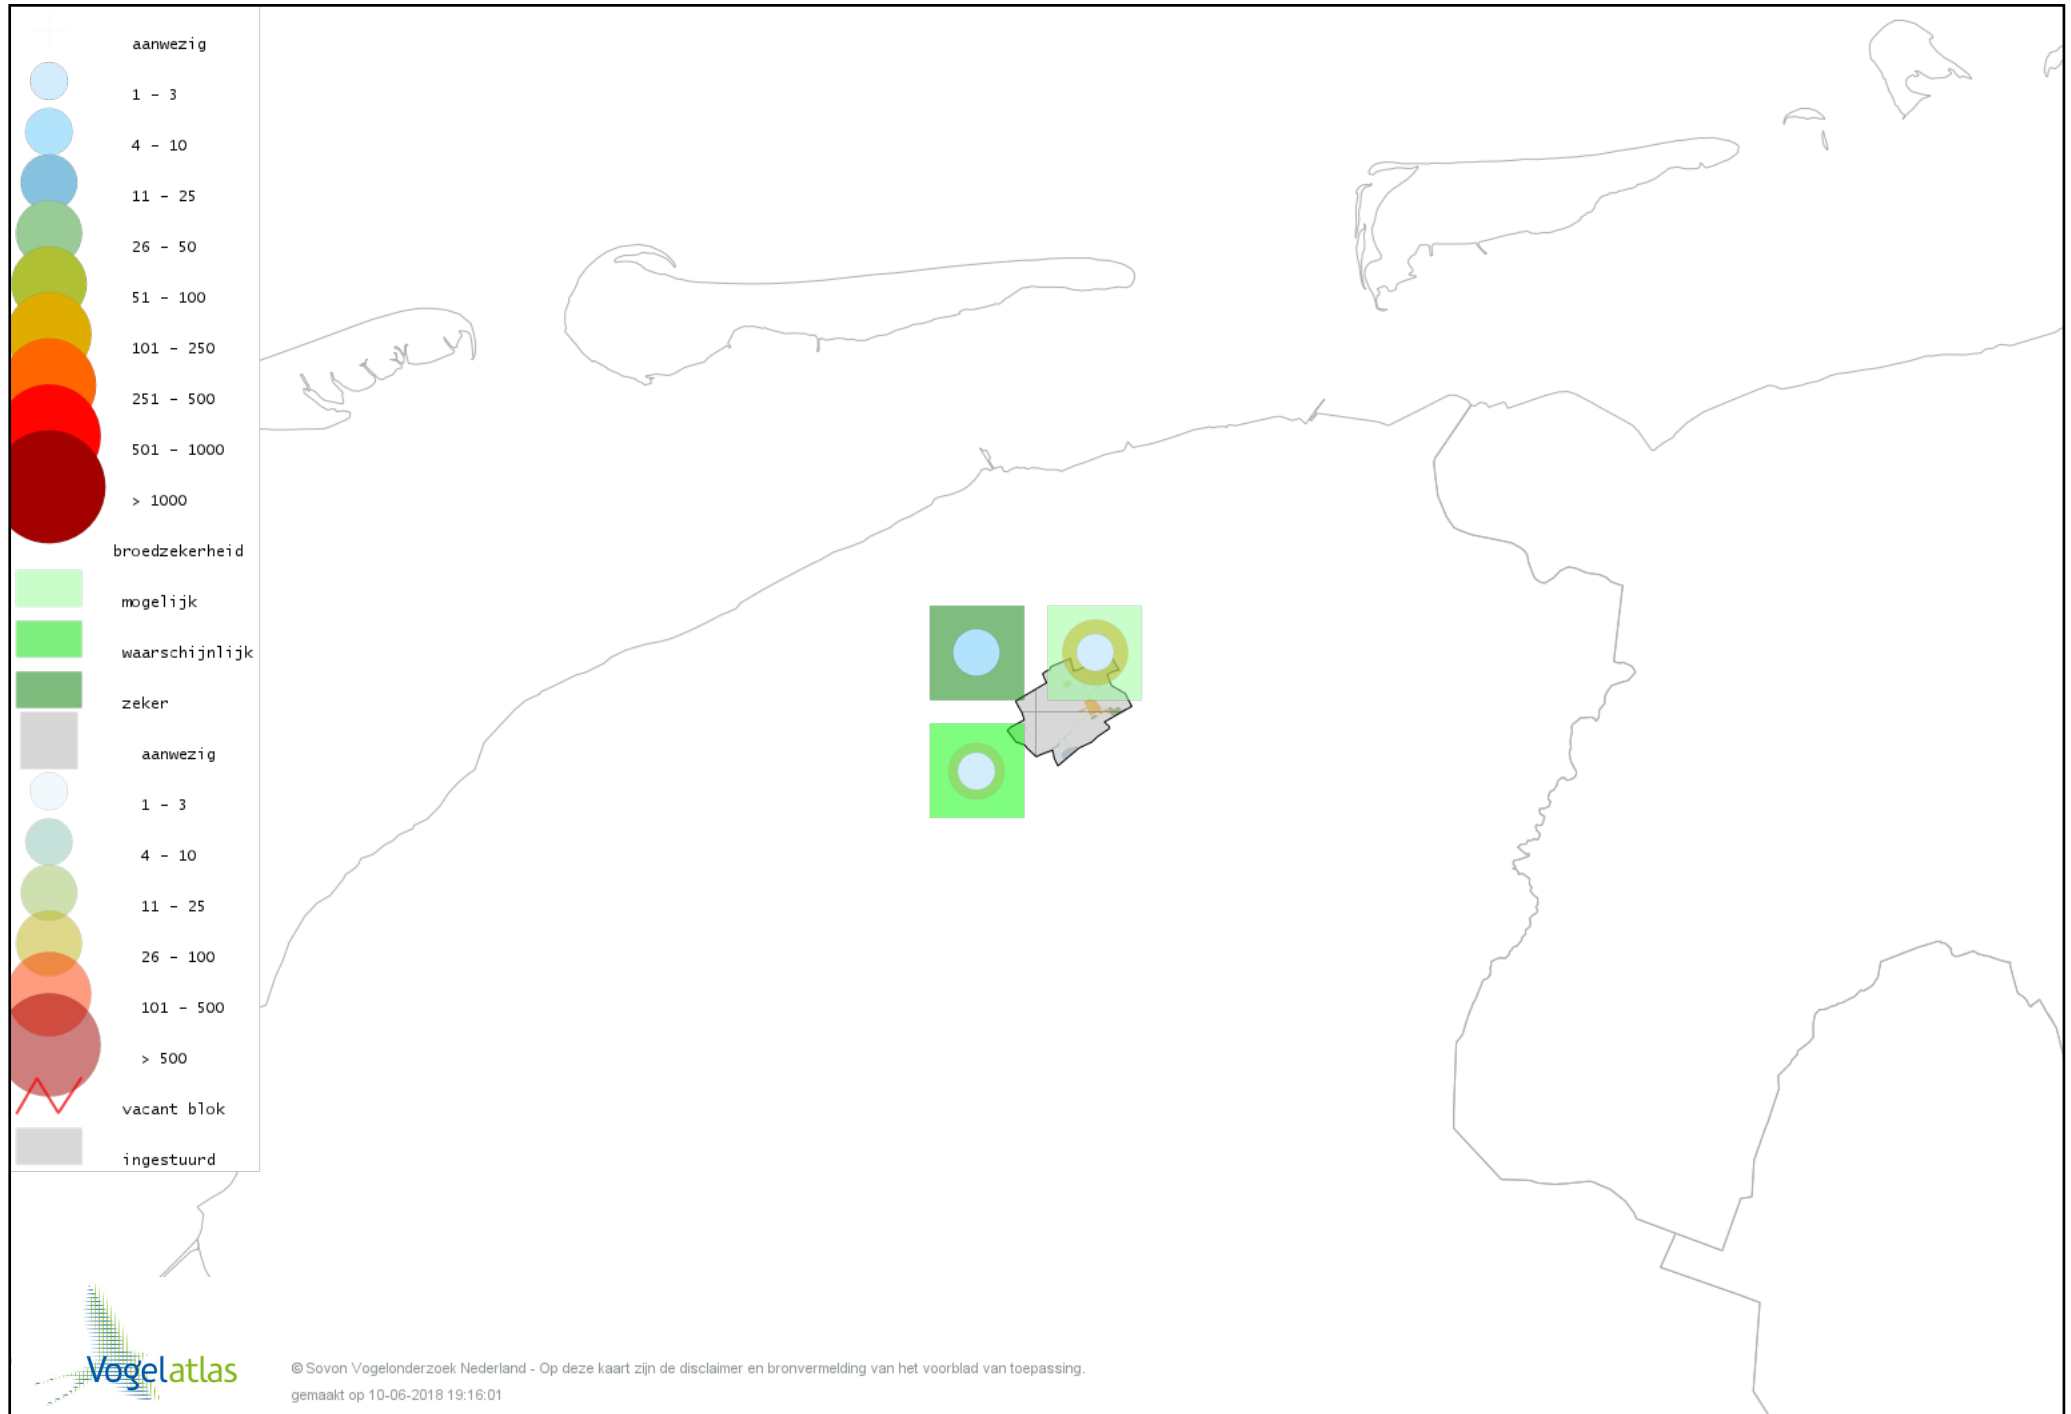 aanwezig
1 – 3
4 – 10
11 – 25
26 – 50
51 – 100
101 – 250
251 – 500
501 – 1000
> 1000
broedzekerheid
mogelijk
waarschijnlijk
zeker
aanwezig
1 – 3
4 – 10
11 – 25
26 – 100
101 – 500
> 500
vacant blok
ingestuurd
Vogelatlas
© Sovon Vogelonderzoek Nederland - Op deze kaart zijn de disclaimer en bronvermelding van het voorblad van toepassing.
gemaakt op 10-06-2018 19:16:01